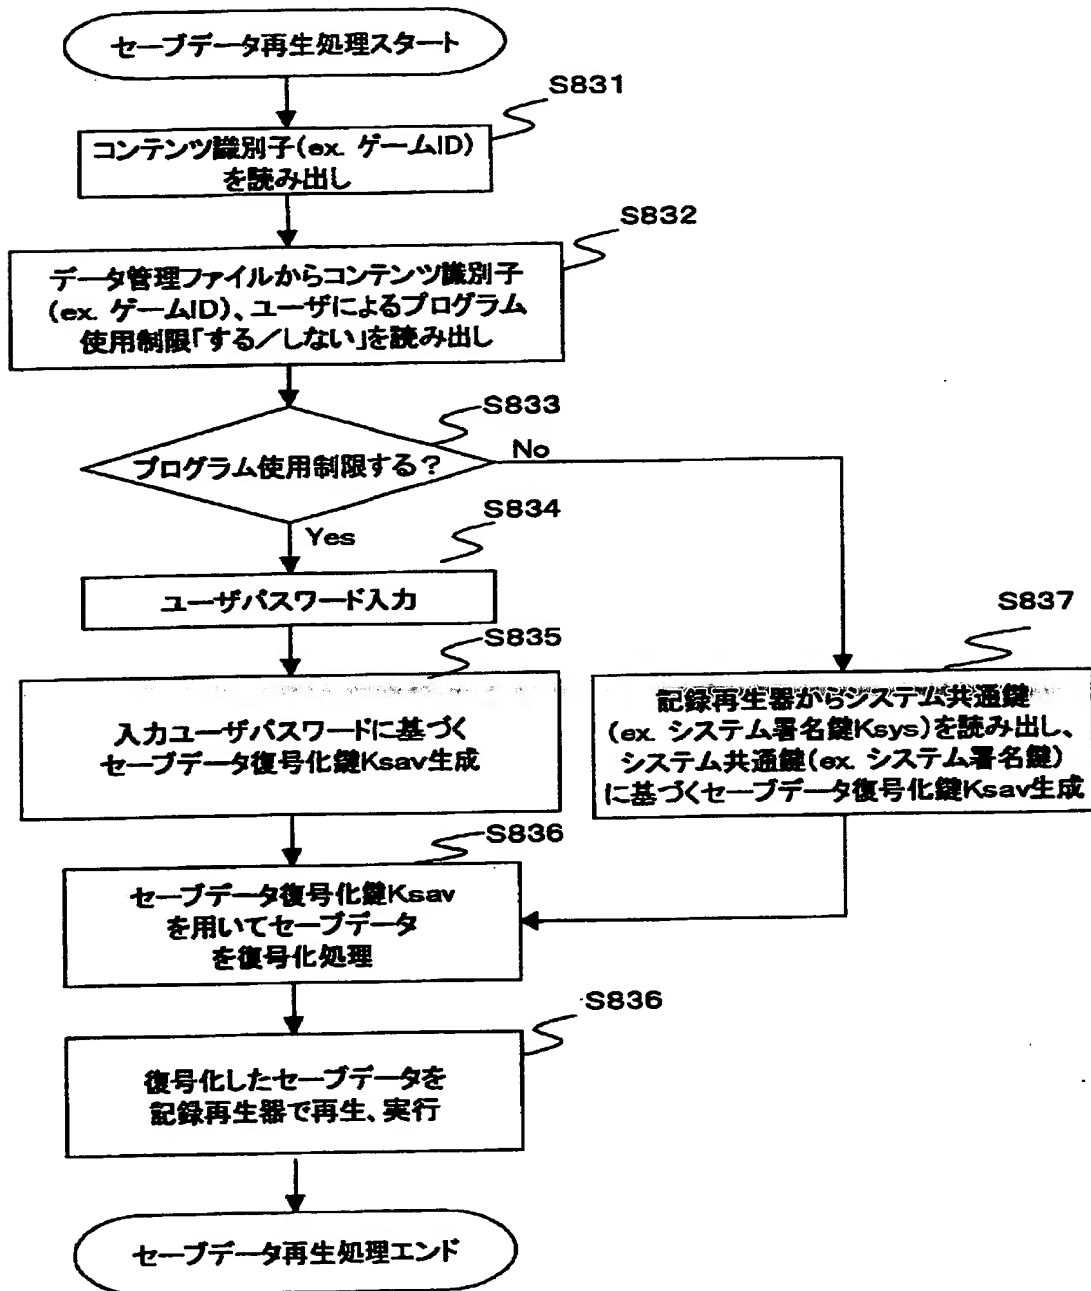 セーブデータ再生処理スタート
S831
コンテンツ識別子(ex. ゲームID)
を読み出し
S832
データ管理ファイルからコンテンツ識別子
(ex. ゲームID)、ユーザによるプログラム
使用制限「する/しない」を読み出し
S833
プログラム使用制限する?
No
Yes
S834
ユーザパスワード入力
S835
入力ユーザパスワードに基づく
セーブデータ復号化鍵Ksav生成
S837
記録再生器からシステム共通鍵
(ex. システム署名鍵Ksys)を読み出し、
システム共通鍵(ex. システム署名鍵)
に基づくセーブデータ復号化鍵Ksav生成
S836
セーブデータ復号化鍵Ksav
を用いてセーブデータ
を復号化処理
S836
復号化したセーブデータを
記録再生器で再生、実行
セーブデータ再生処理エンド